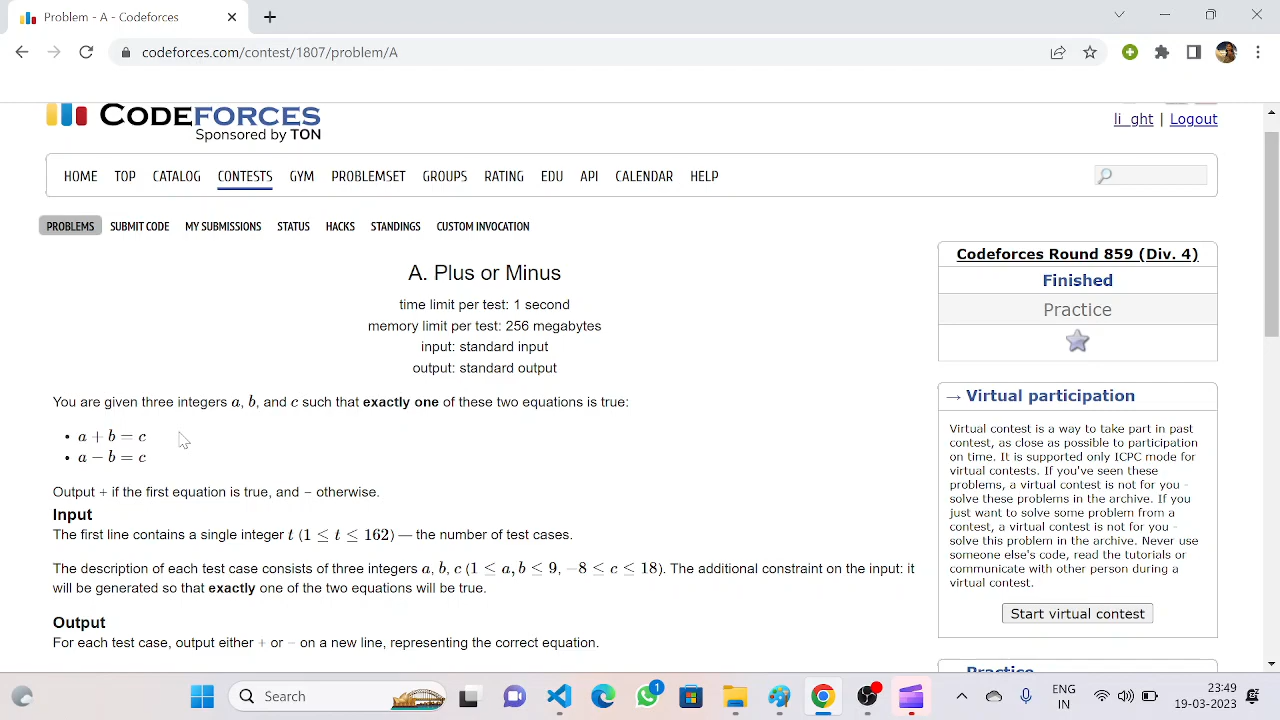 Problem - A - Codeforces
codeforces.com/contest/1807/problem/A
CODEFORCES
Sponsored by TON
li_ght | Logout
HOME TOP CATALOG CONTESTS GYM PROBLEMSET GROUPS RATING EDU API CALENDAR HELP
PROBLEMS SUBMIT CODE MY SUBMISSIONS STATUS HACKS STANDINGS CUSTOM INVOCATION
A. Plus or Minus
time limit per test: 1 second
memory limit per test: 256 megabytes
input: standard input
output: standard output
You are given three integers a, b, and c such that exactly one of these two equations is true:
• a + b = c
• a − b = c
Output + if the first equation is true, and − otherwise.
Input
The first line contains a single integer t (1 ≤ t ≤ 162) — the number of test cases.
The description of each test case consists of three integers a, b, c (1 ≤ a, b ≤ 9, −8 ≤ c ≤ 18). The additional constraint on the input: it
will be generated so that exactly one of the two equations will be true.
Output
For each test case, output either + or − on a new line, representing the correct equation.
Codeforces Round 859 (Div. 4)
Finished
Practice
→ Virtual participation
Virtual contest is a way to take part in past
contest, as close as possible to participation
on time. It is supported only ICPC mode for
virtual contests. If you've seen these
problems, a virtual contest is not for you -
solve these problems in the archive. If you
just want to solve some problem from a
contest, a virtual contest is not for you -
solve this problem in the archive. Never use
someone else's code, read the tutorials or
communicate with other person during a
virtual contest.
Start virtual contest
Practice
Search
1
ENG
IN
23:49
19-03-2023